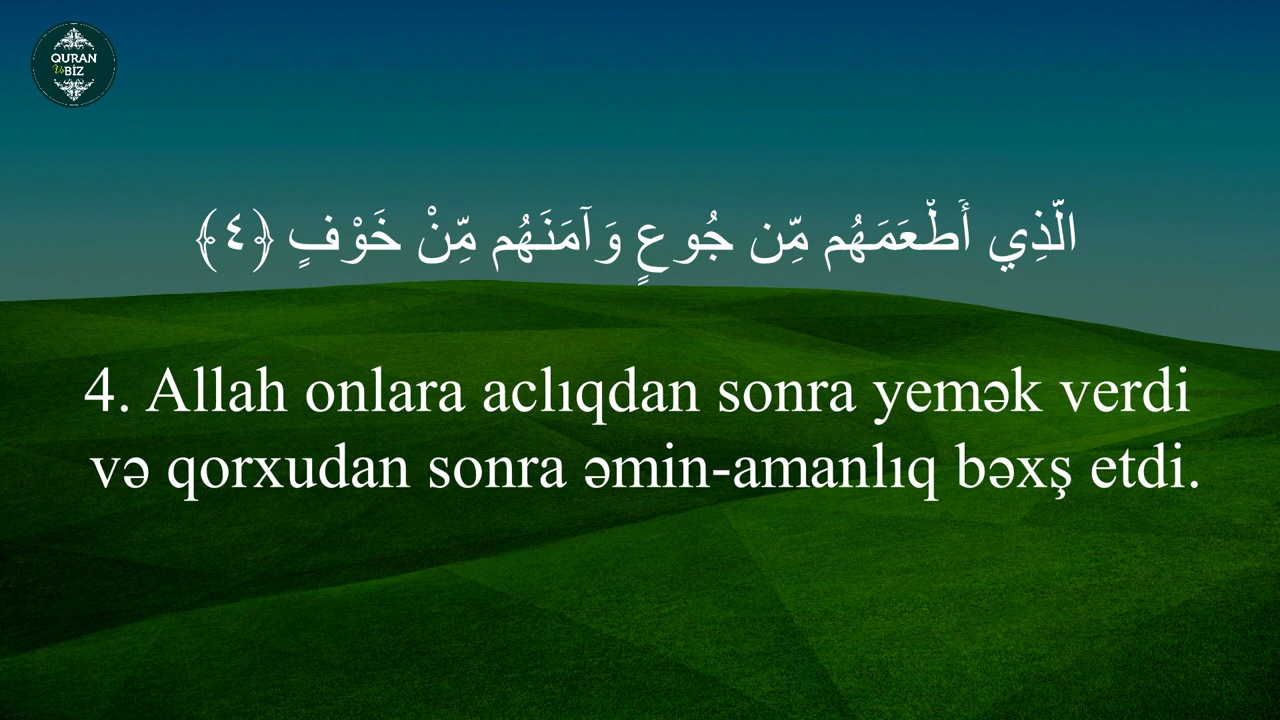 QURAN
Və BİZ
الَّذِي أَطْعَمَهُم مِّن جُوعٍ وَآمَنَهُم مِّنْ خَوْفٍ ﴿٤﴾
4. Allah onlara aclıqdan sonra yemək verdi
və qorxudan sonra əmin-amanlıq bəxş etdi.